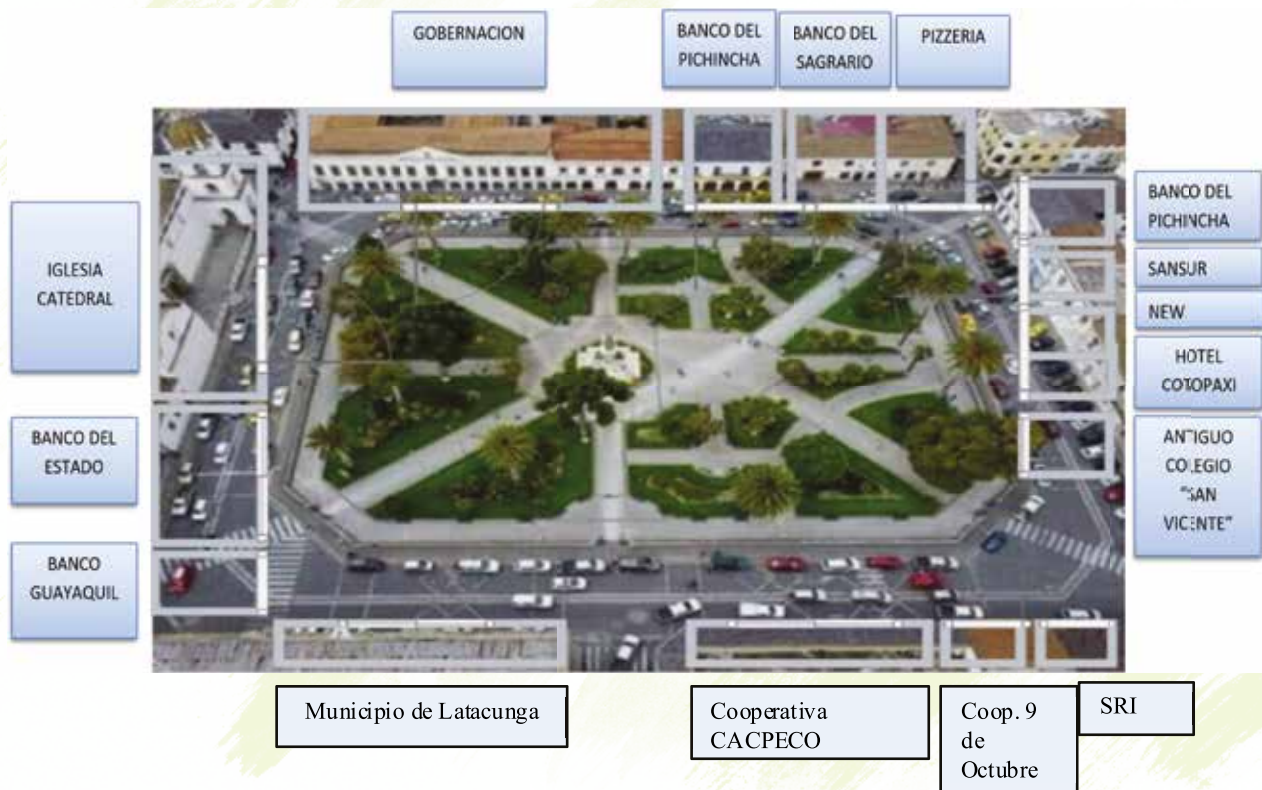 GOBERNACION
BANCO DEL
PICHINCHA
BANCO DEL
SAGRARIO
PIZZERIA
IGLESIA
CATEDRAL
BANCO DEL
ESTADO
BANCO
GUAYAQUIL
BANCO DEL
PICHINCHA
SANSUR
NEW
HOTEL
COTOPAXI
ANTIGUO
COLEGIO
"SAN
VICENTE"
Municipio de Latacunga
Cooperativa
CACPECO
Coop. 9
de
Octubre
SRI